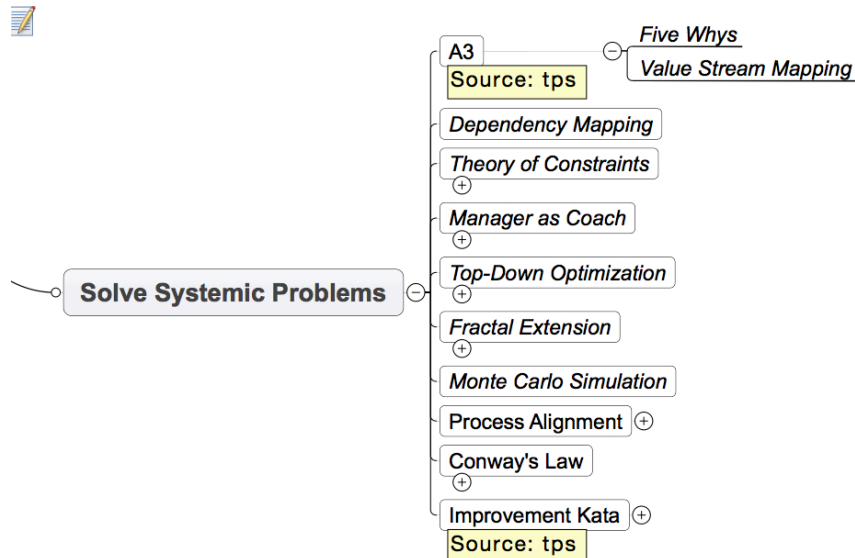 Five Whys
A3
Value Stream Mapping
Source: tps
Dependency Mapping
Theory of Constraints
Manager as Coach
Top-Down Optimization
Solve Systemic Problems
Fractal Extension
Monte Carlo Simulation
Process Alignment
Conway's Law
Improvement Kata
Source: tps